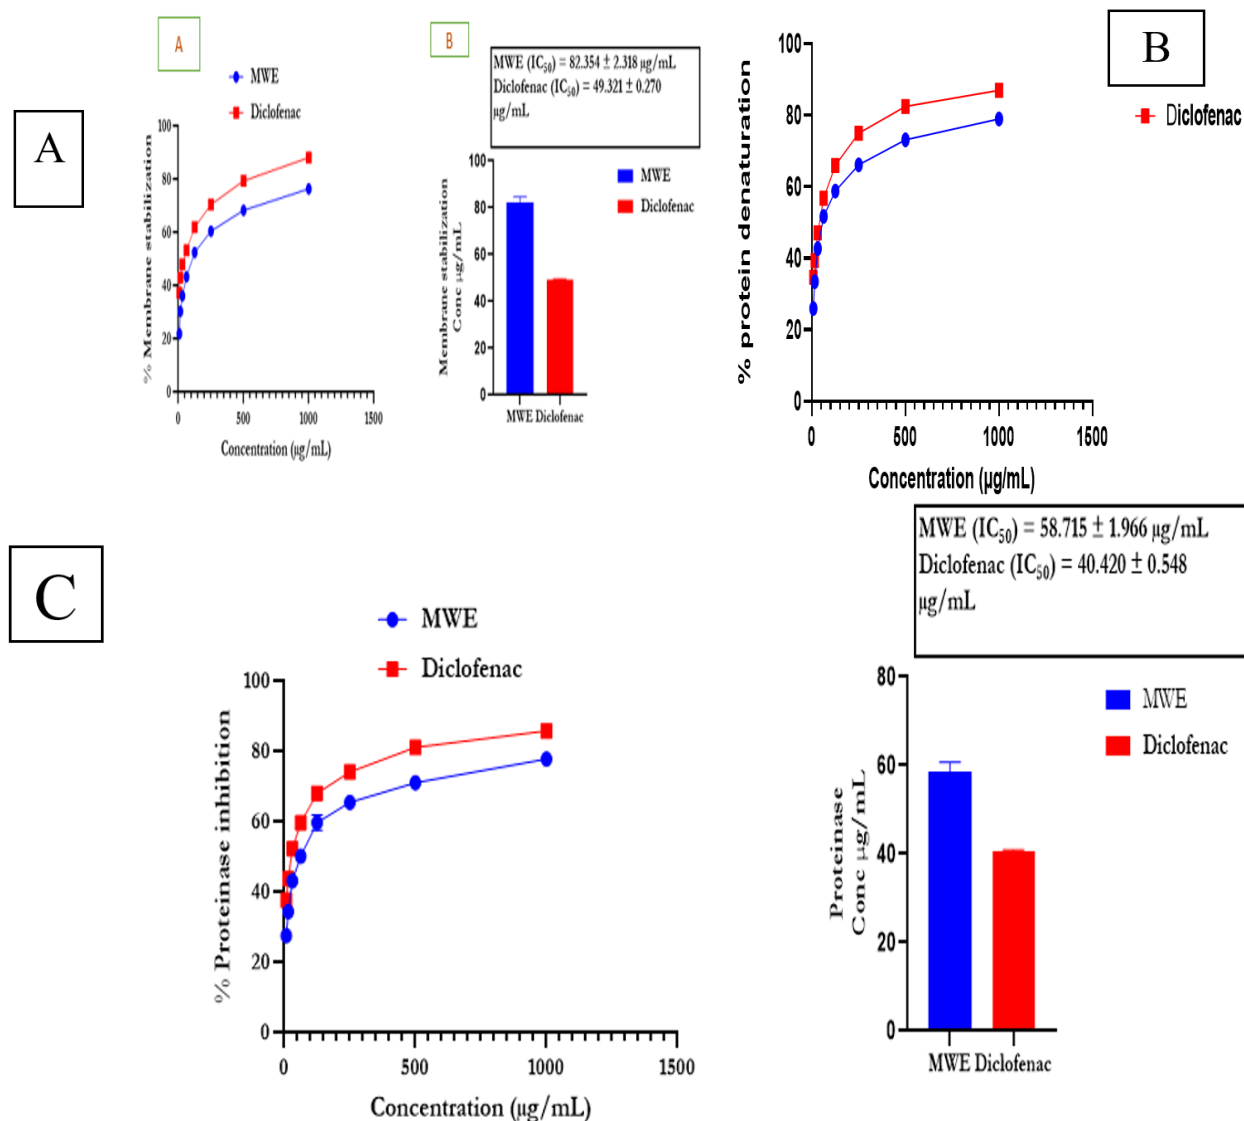 A
A
MWE
Diclofenac
% Membrane stabilization
100
80
60
40
20
0
0 500 1000 1500
Concentration (µg/mL)
B
MWE (IC50) = 82.354 ± 2.318 µg/mL
Diclofenac (IC50) = 49.321 ± 0.270
µg/mL
MWE
Diclofenac
Membrane stabilization
Conc µg/mL
100
80
60
40
20
0
MWE Diclofenac
B
Diclofenac
% protein denaturation
100
80
60
40
20
0
0 500 1000 1500
Concentration (µg/mL)
C
MWE
Diclofenac
% Proteinase inhibition
100
80
60
40
20
0
0 500 1000 1500
Concentration (µg/mL)
MWE (IC50) = 58.715 ± 1.966 µg/mL
Diclofenac (IC50) = 40.420 ± 0.548
µg/mL
MWE
Diclofenac
Proteinase
Conc µg/mL
80
60
40
20
0
MWE Diclofenac